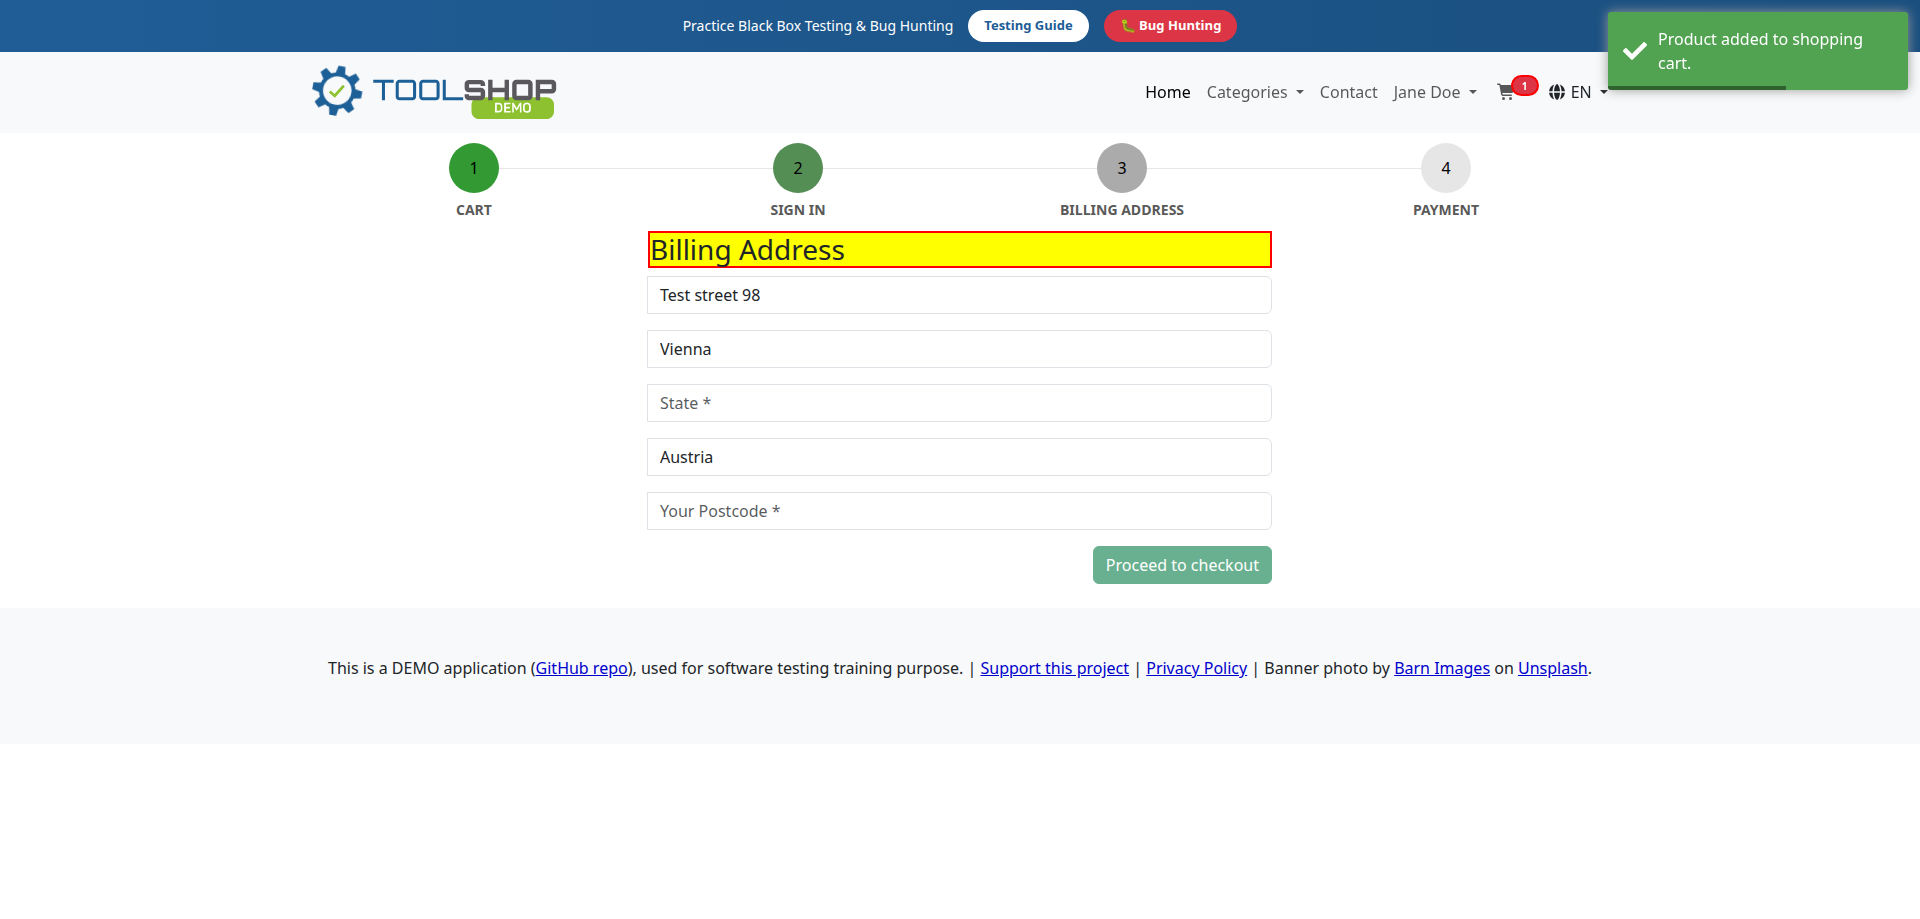 Practice Black Box Testing & Bug Hunting Testing Guide 🐛 Bug Hunting
Product added to shopping
cart.
TOOLSHOP
DEMO
Home Categories Contact Jane Doe 1 EN
1 2 3 4
CART SIGN IN BILLING ADDRESS PAYMENT
Billing Address
Test street 98
Vienna
State *
Austria
Your Postcode *
Proceed to checkout
This is a DEMO application (GitHub repo), used for software testing training purpose. | Support this project | Privacy Policy | Banner photo by Barn Images on Unsplash.